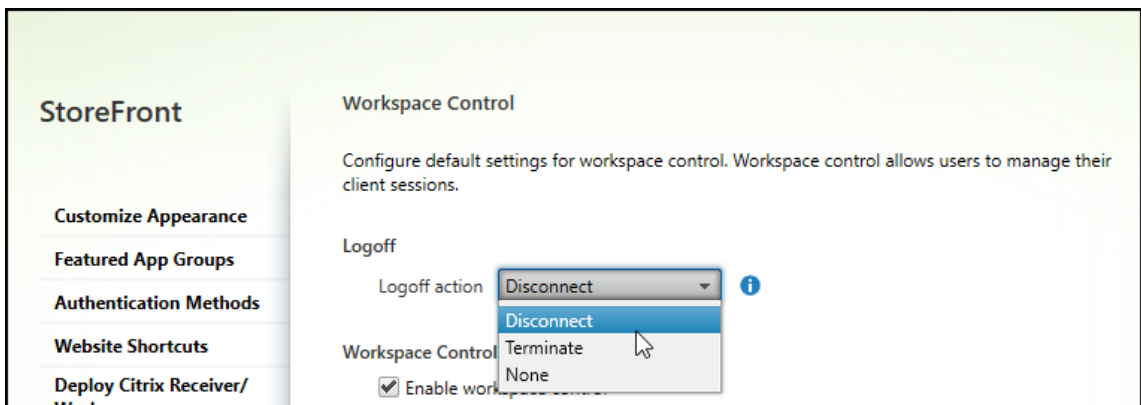 StoreFront
Customize Appearance
Featured App Groups
Authentication Methods
Website Shortcuts
Deploy Citrix Receiver/
Workspace Control
Configure default settings for workspace control. Workspace control allows users to manage their
client sessions.
Logoff
Logoff action Disconnect
Disconnect
Terminate
None
Workspace Control
Enable